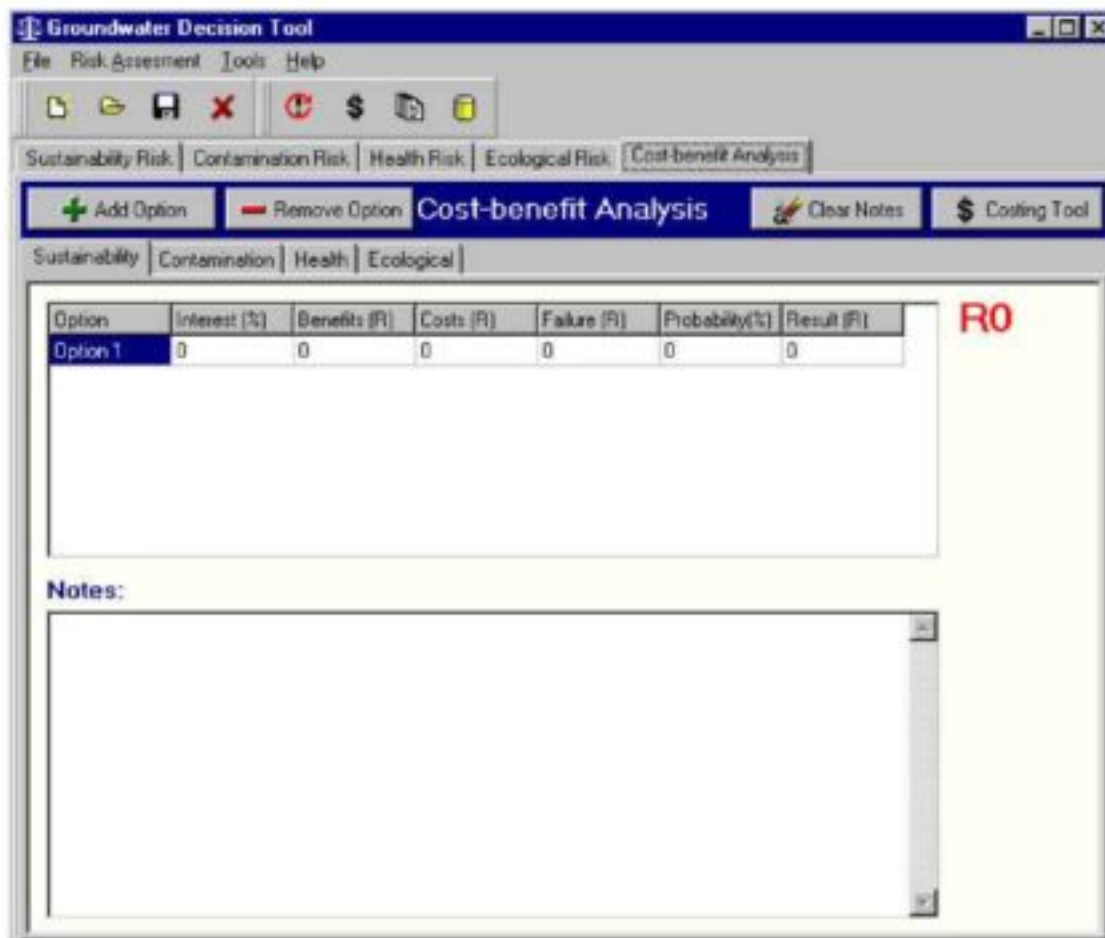 Groundwater Decision Tool
File Risk Assesment Tools Help
Sustainability Risk Contamination Risk Health Risk Ecological Risk Cost-benefit Analysis
Add Option Remove Option Cost-benefit Analysis Clear Notes $ Costing Tool
Sustainability Contamination Health Ecological
Option Interest (%) Benefits (R) Costs (R) Failure (R) Probability(%) Result (R)
Option 1 0 0 0 0 0 0
R0
Notes: